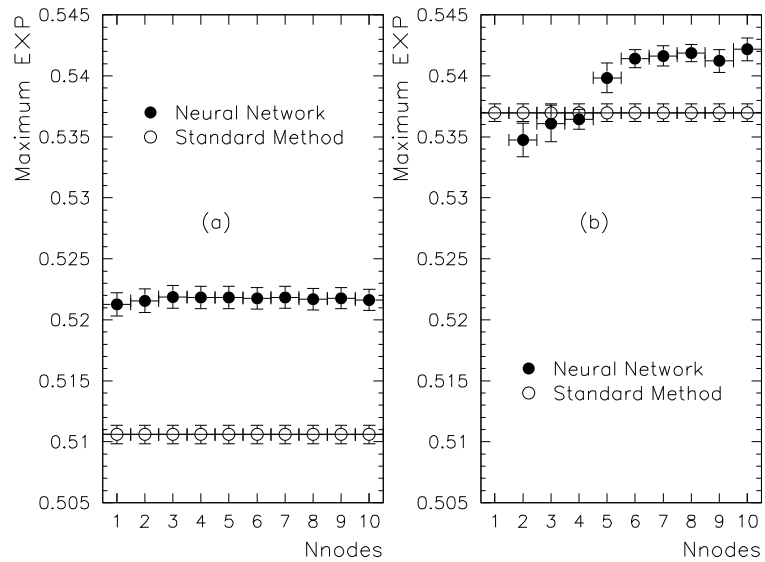 Maximum EXP
0.545
0.54
0.535
0.53
0.525
0.52
0.515
0.51
0.505
Neural Network
Standard Method
(a)
1 2 3 4 5 6 7 8 9 10
Nnodes
Maximum EXP
0.545
0.54
0.535
0.53
0.525
0.52
0.515
0.51
0.505
(b)
Neural Network
Standard Method
1 2 3 4 5 6 7 8 9 10
Nnodes